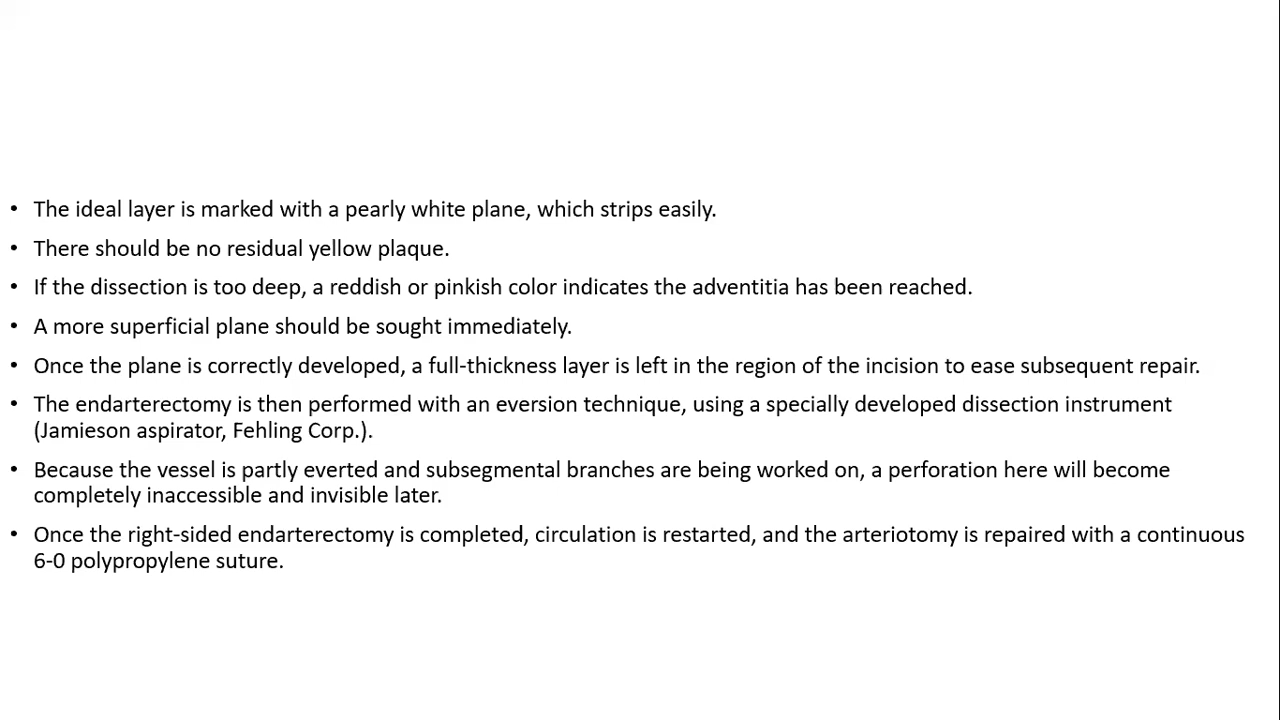 • The ideal layer is marked with a pearly white plane, which strips easily.
• There should be no residual yellow plaque.
• If the dissection is too deep, a reddish or pinkish color indicates the adventitia has been reached.
• A more superficial plane should be sought immediately.
• Once the plane is correctly developed, a full-thickness layer is left in the region of the incision to ease subsequent repair.
• The endarterectomy is then performed with an eversion technique, using a specially developed dissection instrument
(Jamieson aspirator, Fehling Corp.).
• Because the vessel is partly everted and subsegmental branches are being worked on, a perforation here will become
completely inaccessible and invisible later.
• Once the right-sided endarterectomy is completed, circulation is restarted, and the arteriotomy is repaired with a continuous
6-0 polypropylene suture.